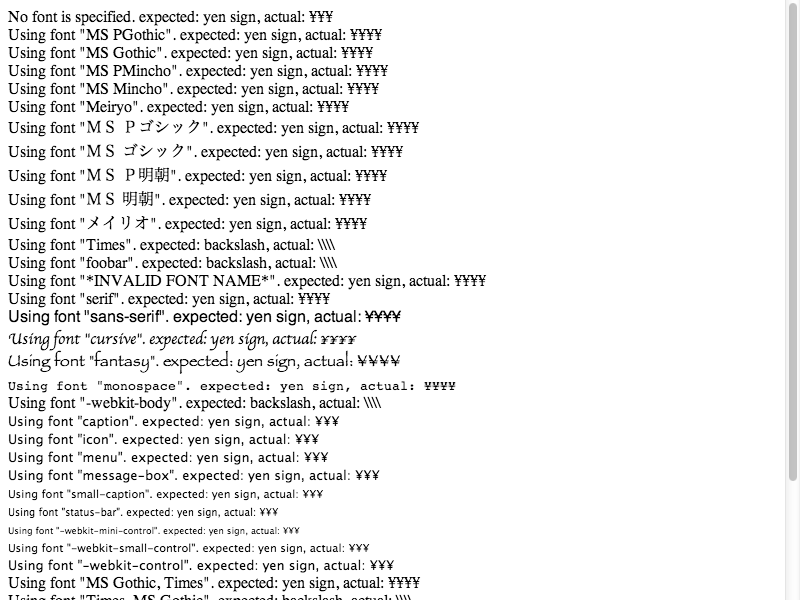 No font is specified. expected: yen sign, actual: ¥¥¥
Using font "MS PGothic". expected: yen sign, actual: ¥¥¥¥
Using font "MS Gothic". expected: yen sign, actual: ¥¥¥¥
Using font "MS PMincho". expected: yen sign, actual: ¥¥¥¥
Using font "MS Mincho". expected: yen sign, actual: ¥¥¥¥
Using font "Meiryo". expected: yen sign, actual: ¥¥¥¥
Using font "ＭＳ Ｐゴシック". expected: yen sign, actual: ¥¥¥¥
Using font "ＭＳ ゴシック". expected: yen sign, actual: ¥¥¥¥
Using font "ＭＳ Ｐ明朝". expected: yen sign, actual: ¥¥¥¥
Using font "ＭＳ 明朝". expected: yen sign, actual: ¥¥¥¥
Using font "メイリオ". expected: yen sign, actual: ¥¥¥¥
Using font "Times". expected: backslash, actual: \\\\
Using font "foobar". expected: backslash, actual: \\\\
Using font "*INVALID FONT NAME*". expected: yen sign, actual: ¥¥¥¥
Using font "serif". expected: yen sign, actual: ¥¥¥¥
Using font "sans-serif". expected: yen sign, actual: ¥¥¥¥
Using font "cursive". expected: yen sign, actual: ¥¥¥¥
Using font "fantasy". expected: yen sign, actual: ¥¥¥¥
Using font "monospace". expected: yen sign, actual: ¥¥¥¥
Using font "-webkit-body". expected: backslash, actual: \\\\
Using font "caption". expected: yen sign, actual: ¥¥¥
Using font "icon". expected: yen sign, actual: ¥¥¥
Using font "menu". expected: yen sign, actual: ¥¥¥
Using font "message-box". expected: yen sign, actual: ¥¥¥
Using font "small-caption". expected: yen sign, actual: ¥¥¥
Using font "status-bar". expected: yen sign, actual: ¥¥¥
Using font "-webkit-mini-control". expected: yen sign, actual: ¥¥¥
Using font "-webkit-small-control". expected: yen sign, actual: ¥¥¥
Using font "-webkit-control". expected: yen sign, actual: ¥¥¥
Using font "MS Gothic, Times". expected: yen sign, actual: ¥¥¥¥
Using font "Times, MS Gothic". expected: backslash, actual: \\\\